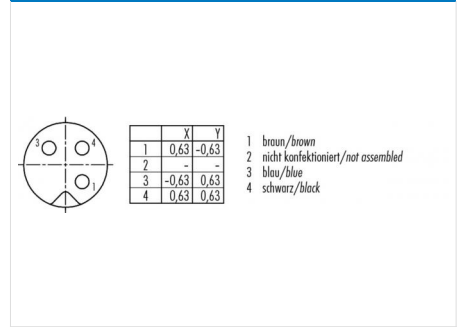 3 4
1
X Y
1 0,63 -0,63
2 - -
3 -0,63 0,63
4 0,63 0,63
1 braun/brown
2 nicht konfektioniert/not assembled
3 blau/blue
4 schwarz/black